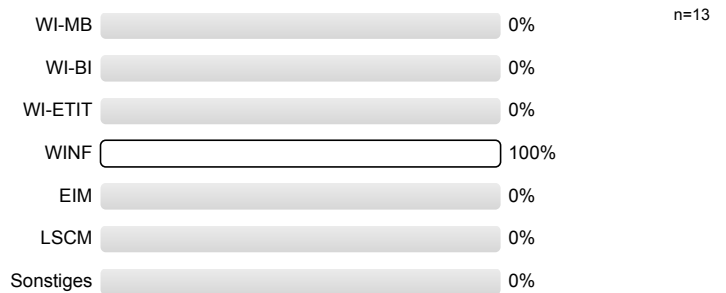 WI-MB 0% n=13
WI-BI 0%
WI-ETIT 0%
WINF 100%
EIM 0%
LSCM 0%
Sonstiges 0%